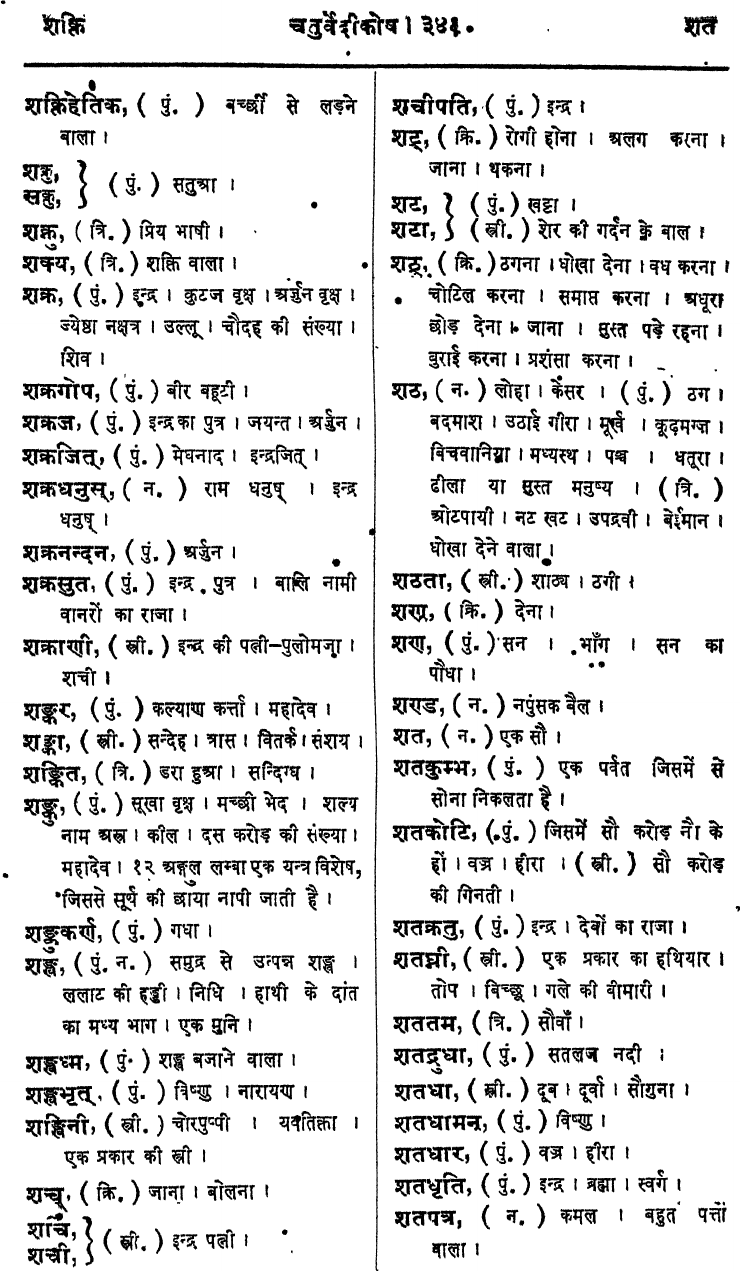 शक्ति चतुर्वेदीकोष । ३४१ शत
शक्तिहेतिक, ( पुं. ) बर्च्छी से लड़ने
वाला ।
शक्तु,
सक्तु, } ( पुं. ) सतुआ ।
शक्नु, ( त्रि. ) प्रिय भाषी ।
शक्य, ( त्रि. ) शक्ति वाला ।
शक्र, ( पुं. ) इन्द्र । कुटज वृक्ष । अर्जुन वृक्ष ।
ज्येष्ठा नक्षत्र । उल्लू । चौदह की संख्या ।
शिव ।
शक्रगोप, ( पुं. ) बीर बहूटी ।
शक्रज, ( पुं. ) इन्द्र का पुत्र । जयन्त । अर्जुन ।
शक्रजित्, ( पुं. ) मेघनाद । इन्द्रजित् ।
शक्रधनुस्, ( न. ) राम धनुष् । इन्द्र
धनुष् ।
शक्रनन्दन, ( पुं. ) अर्जुन ।
शक्रसुत, ( पुं. ) इन्द्र पुत्र । बालि नामी
वानरों का राजा ।
शक्राणी, ( स्त्री. ) इन्द्र की पत्नी-पुलोमजा ।
शची ।
शङ्कर, ( पुं. ) कल्याण कर्त्ता । महादेव ।
शङ्का, ( स्त्री. ) सन्देह । त्रास । वितर्क । संशय ।
शङ्कित, ( त्रि. ) डरा हुआ । सन्दिग्ध ।
शङ्कु, ( पुं. ) सूखा वृक्ष । मच्छी भेद । शल्य
नाम अस्त्र । कील । दस करोड़ की संख्या ।
महादेव । १२ अङ्गुल लम्बा एक यन्त्र विशेष,
जिससे सूर्य की छाया नापी जाती है ।
शङ्कुकर्ण, ( पुं. ) गधा ।
शङ्ख, ( पुं. न. ) समुद्र से उत्पन्न शङ्ख ।
ललाट की हड्डी । निधि । हाथी के दांत
का मध्य भाग । एक मुनि ।
शङ्खध्म, ( पुं. ) शङ्ख बजाने वाला ।
शङ्खभृत्, ( पुं. ) विष्णु । नारायण ।
शङ्खिनी, ( स्त्री. ) चोरपुष्पी । यवतिक्ता ।
एक प्रकार की स्त्री ।
शच्, ( क्रि. ) जाना । बोलना ।
शचि,
शची, } ( स्त्री. ) इन्द्र पत्नी ।
शचीपति, ( पुं. ) इन्द्र ।
शट्, ( क्रि. ) रोगी होना । अलग करना ।
जाना । थकना ।
शट, } ( पुं. ) खट्टा ।
शटा, } ( स्त्री. ) शेर की गर्दन के बाल ।
शठ्, ( क्रि. ) ठगना । धोखा देना । वध करना ।
चोटिल करना । समाप्त करना । अधूरा
छोड़ देना । जाना । सुस्त पड़े रहना ।
बुराई करना । प्रशंसा करना ।
शठ, ( न. ) लोहा । केसर । ( पुं. ) ठग ।
बदमाश । उठाई गीरा । मूर्ख । कूढ़मग्ज़ ।
बिचवानिया । मध्यस्थ । पञ्च । धतूरा ।
ढीला या सुस्त मनुष्य । ( त्रि. )
ओटपायी । नट खट । उपद्रवी । बेईमान ।
धोखा देने वाला ।
शठता, ( स्त्री. ) शाठ्य । ठगी ।
शण्, ( क्रि. ) देना ।
शण, ( पुं. ) सन । भाँग । सन का
पौधा ।
शण्ड, ( न. ) नपुंसक बैल ।
शत, ( न. ) एक सौ ।
शतकुम्भ, ( पुं. ) एक पर्वत जिसमें से
सोना निकलता है ।
शतकोटि, ( पुं. ) जिसमें सौ करोड़ नोंके
हों । वज्र । हीरा । ( स्त्री. ) सौ करोड़
की गिनती ।
शतक्रतु, ( पुं. ) इन्द्र । देवों का राजा ।
शतघ्नी, ( स्त्री. ) एक प्रकार का हथियार ।
तोप । बिच्छू । गले की बीमारी ।
शततम, ( त्रि. ) सौवाँ ।
शतद्रुधा, ( पुं. ) सतलज नदी ।
शतधा, ( स्त्री. ) दूब । दूर्वा । सौगुना ।
शतधामन, ( पुं. ) विष्णु ।
शतधार, ( पुं. ) वज्र । हीरा ।
शतधृति, ( पुं. ) इन्द्र । ब्रह्मा । स्वर्ग ।
शतपत्र, ( न. ) कमल । बहुत पत्तों
वाला ।